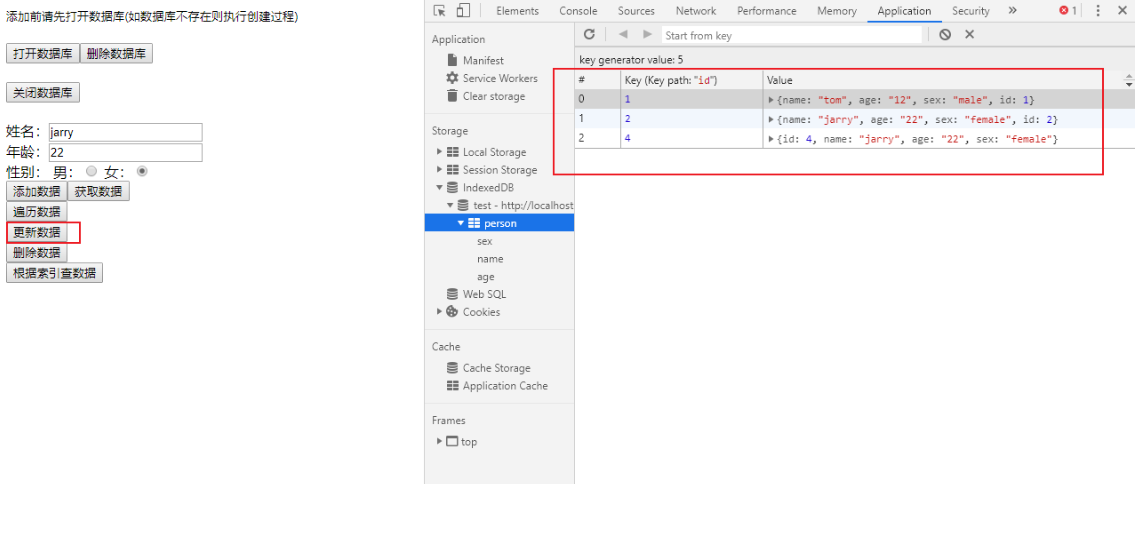 添加前请先打开数据库(如数据库不存在则执行创建过程)
打开数据库 删除数据库
关闭数据库
姓名: jarry
年龄: 22
性别: 男: 女:
添加数据 获取数据
遍历数据
更新数据
删除数据
根据索引查数据
Elements Console Sources Network Performance Memory Application Security » 1
Application
Manifest
Service Workers
Clear storage
Storage
Local Storage
Session Storage
IndexedDB
test - http://localhost
person
sex
name
age
Web SQL
Cookies
Cache
Cache Storage
Application Cache
Frames
top
Start from key
key generator value: 5
# Key (Key path: "id") Value
0 1 {name: "tom", age: "12", sex: "male", id: 1}
1 2 {name: "jarry", age: "22", sex: "female", id: 2}
2 4 {id: 4, name: "jarry", age: "22", sex: "female"}